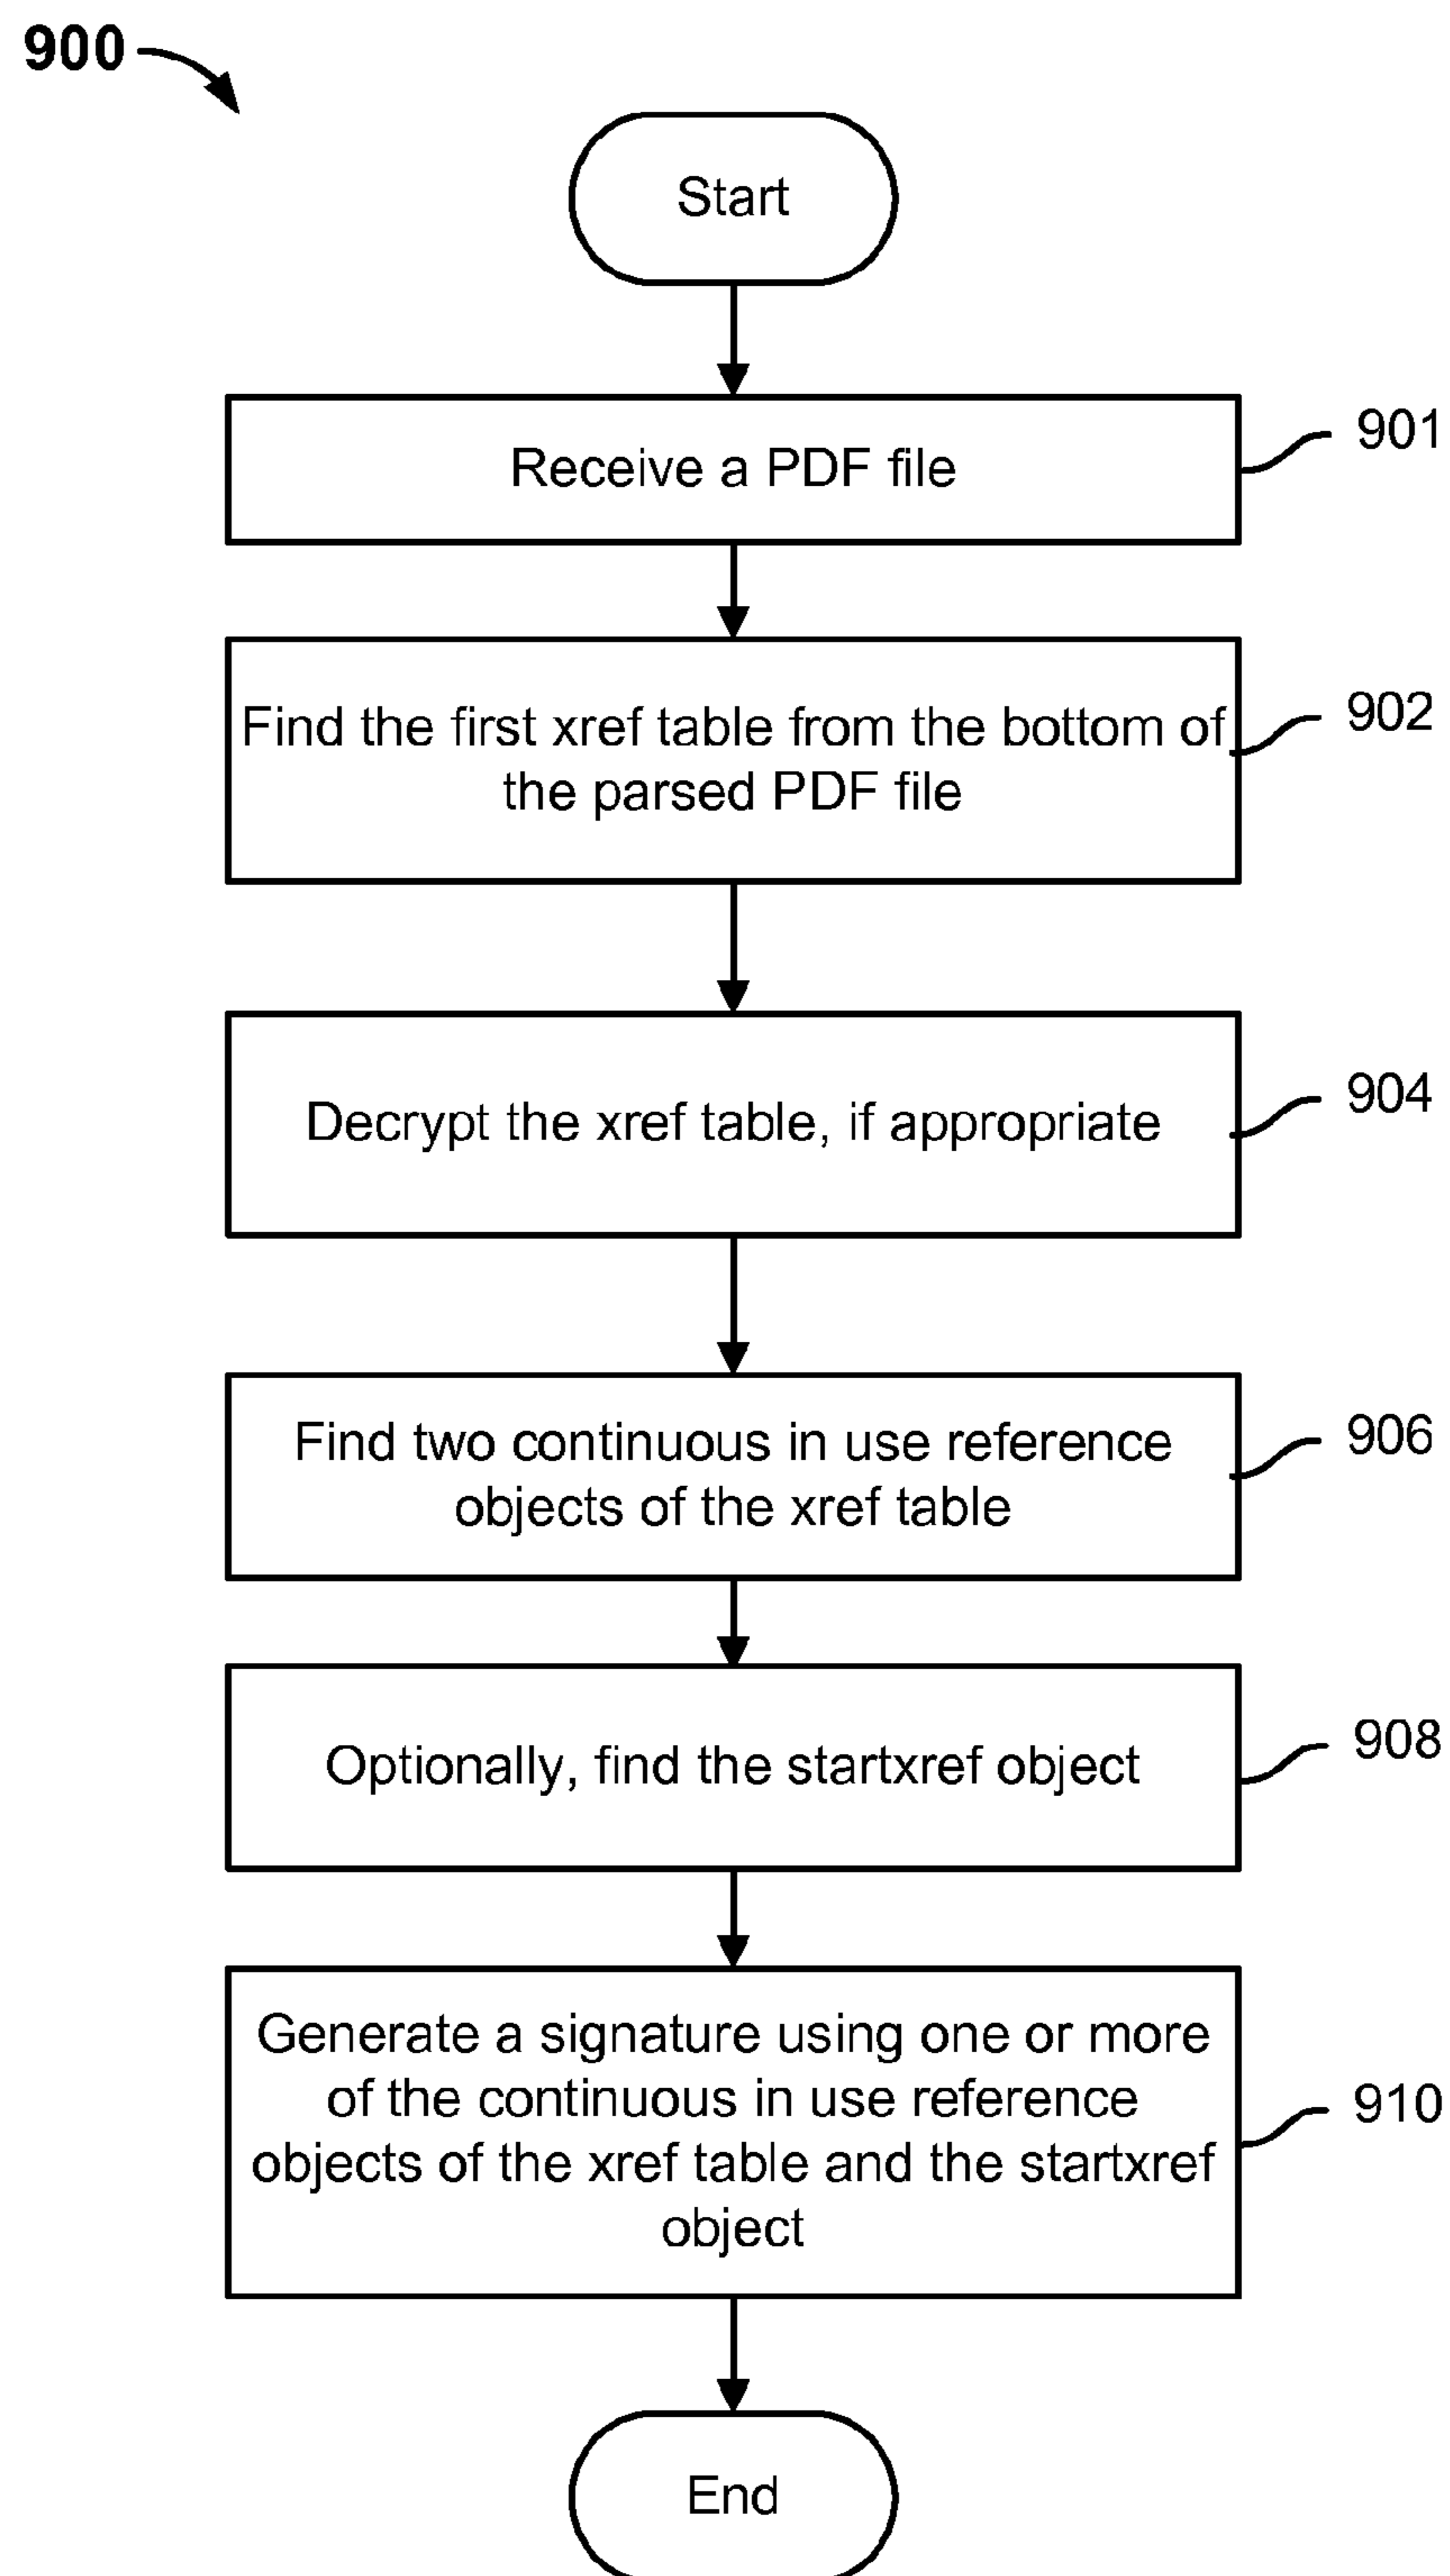 900
Start
Receive a PDF file
901
Find the first xref table from the bottom of
the parsed PDF file
902
Decrypt the xref table, if appropriate
904
Find two continuous in use reference
objects of the xref table
906
Optionally, find the startxref object
908
Generate a signature using one or more
of the continuous in use reference
objects of the xref table and the startxref
object
910
End